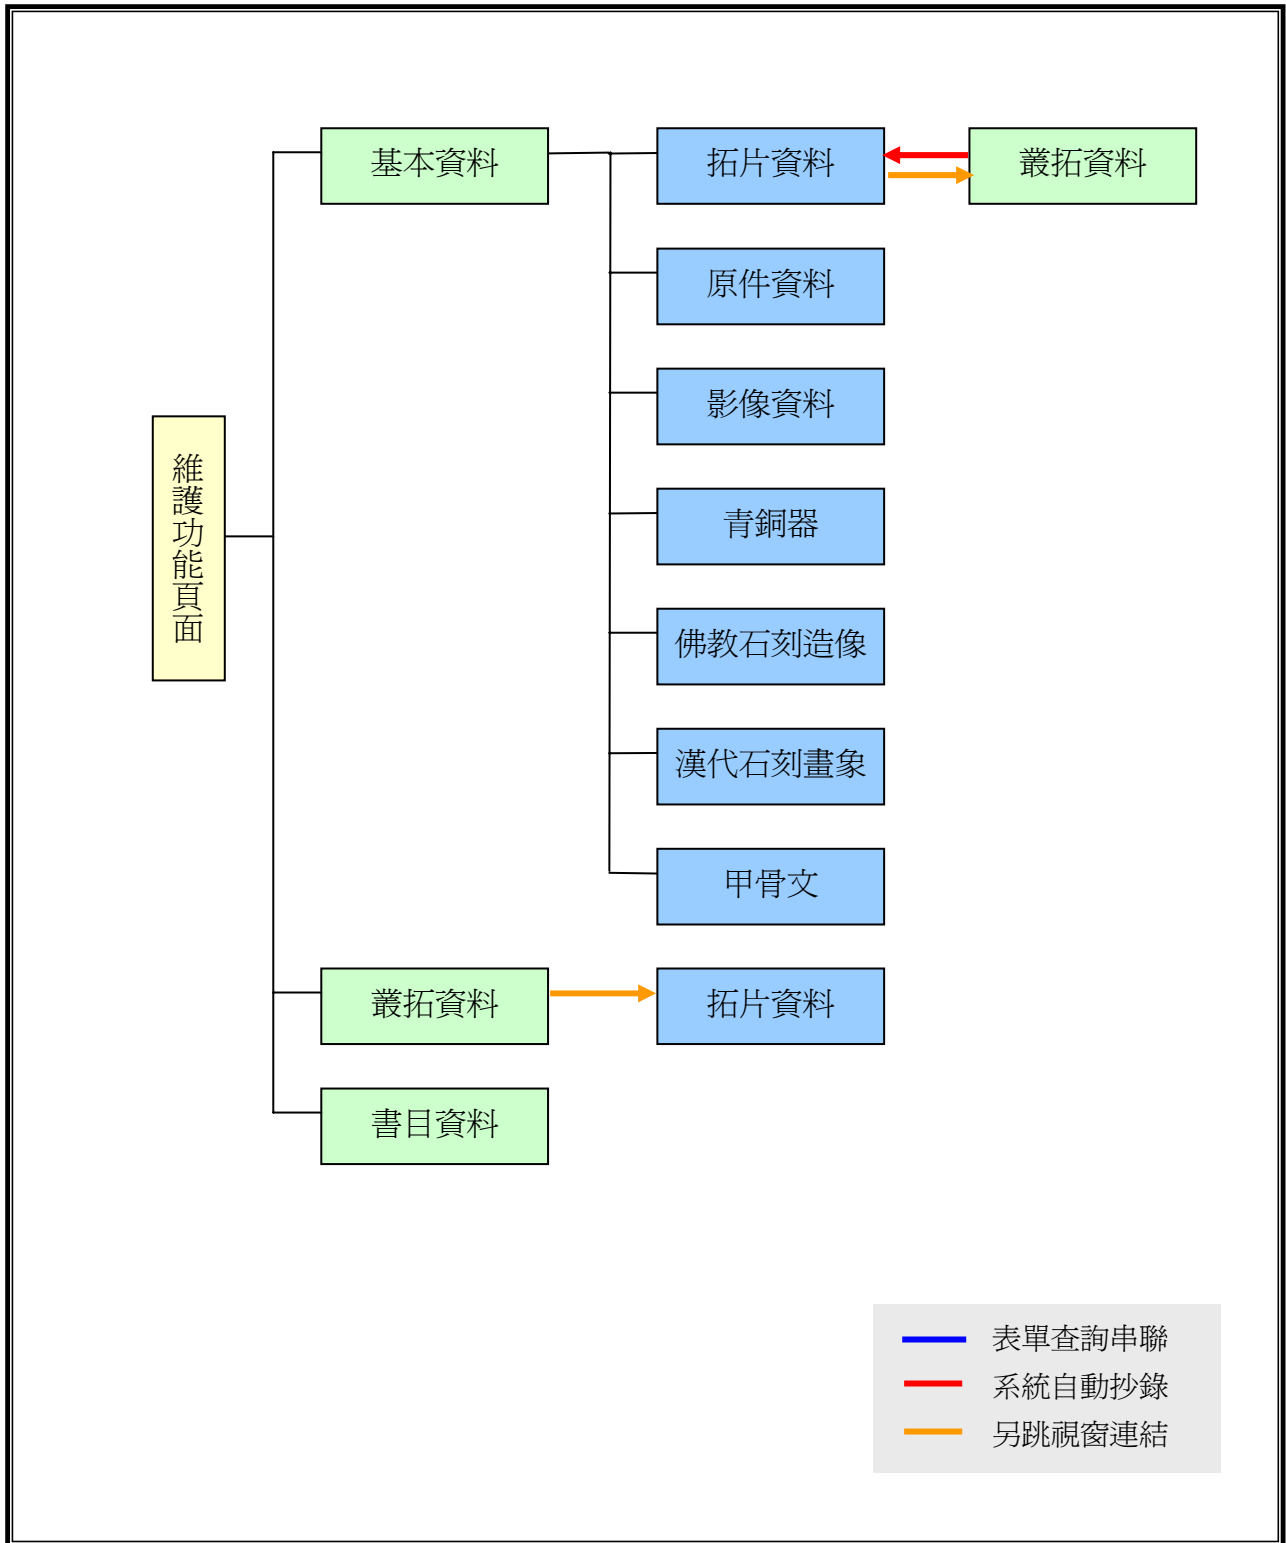 基本資料
拓片資料
叢拓資料
原件資料
影像資料
維護功能頁面
青銅器
佛教石刻造像
漢代石刻畫象
甲骨文
叢拓資料
拓片資料
書目資料
表單查詢串聯
系統自動抄錄
另跳視窗連結